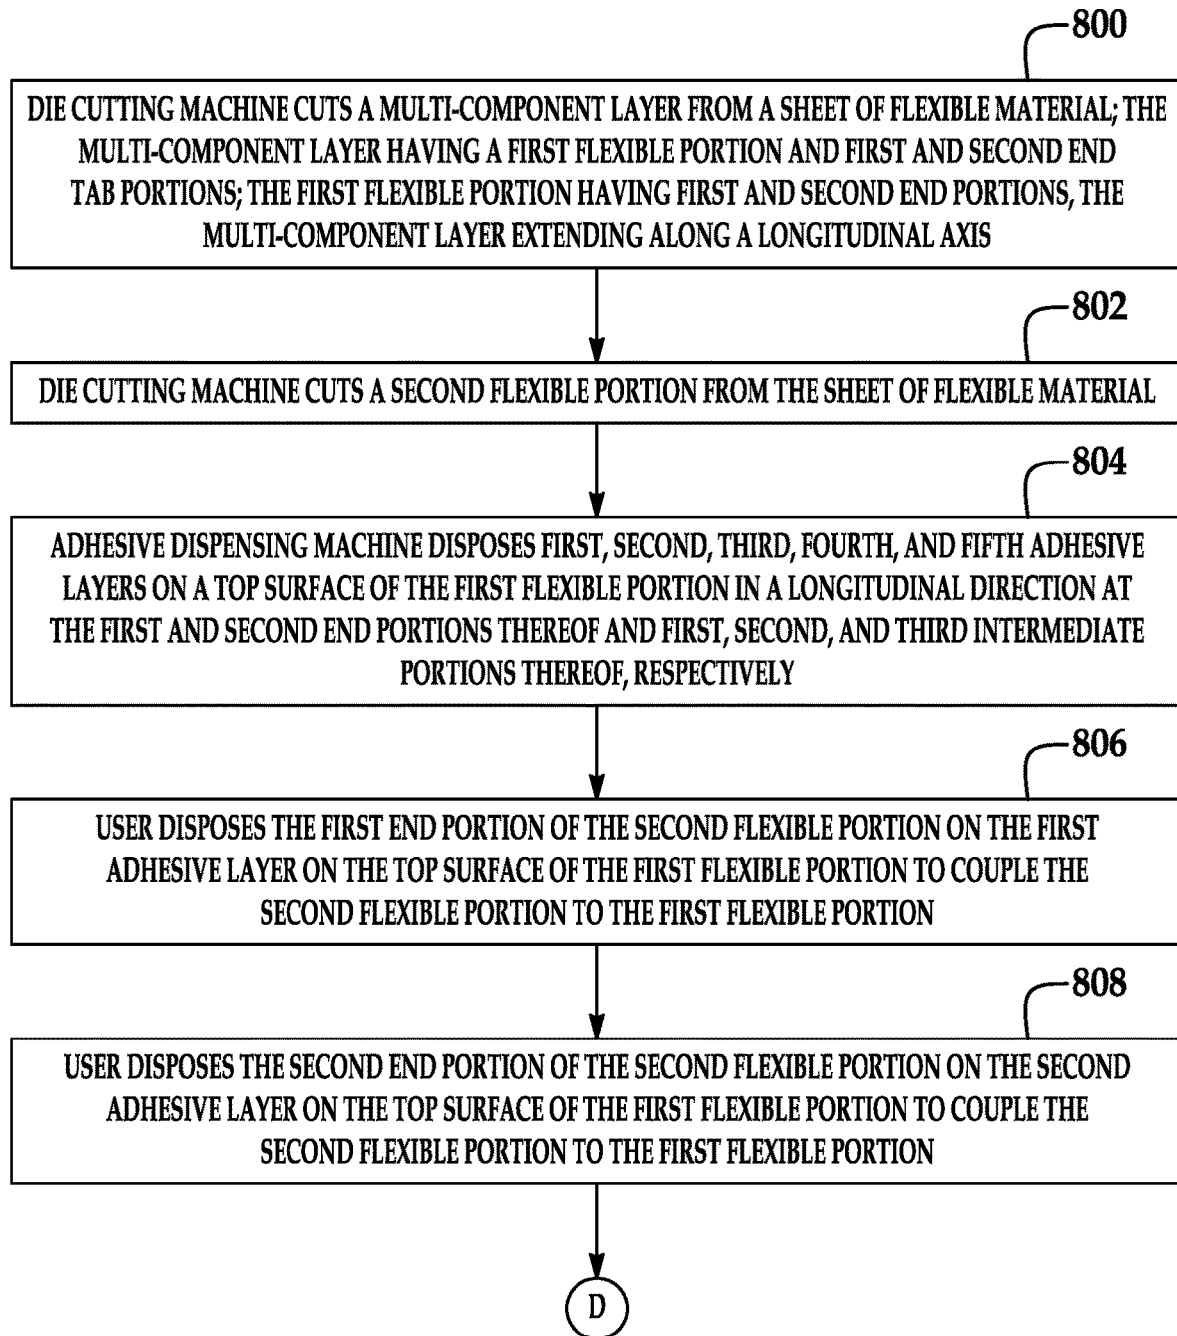 800
DIE CUTTING MACHINE CUTS A MULTI-COMPONENT LAYER FROM A SHEET OF FLEXIBLE MATERIAL; THE
MULTI-COMPONENT LAYER HAVING A FIRST FLEXIBLE PORTION AND FIRST AND SECOND END
TAB PORTIONS; THE FIRST FLEXIBLE PORTION HAVING FIRST AND SECOND END PORTIONS, THE
MULTI-COMPONENT LAYER EXTENDING ALONG A LONGITUDINAL AXIS
802
DIE CUTTING MACHINE CUTS A SECOND FLEXIBLE PORTION FROM THE SHEET OF FLEXIBLE MATERIAL
804
ADHESIVE DISPENSING MACHINE DISPOSES FIRST, SECOND, THIRD, FOURTH, AND FIFTH ADHESIVE
LAYERS ON A TOP SURFACE OF THE FIRST FLEXIBLE PORTION IN A LONGITUDINAL DIRECTION AT
THE FIRST AND SECOND END PORTIONS THEREOF AND FIRST, SECOND, AND THIRD INTERMEDIATE
PORTIONS THEREOF, RESPECTIVELY
806
USER DISPOSES THE FIRST END PORTION OF THE SECOND FLEXIBLE PORTION ON THE FIRST
ADHESIVE LAYER ON THE TOP SURFACE OF THE FIRST FLEXIBLE PORTION TO COUPLE THE
SECOND FLEXIBLE PORTION TO THE FIRST FLEXIBLE PORTION
808
USER DISPOSES THE SECOND END PORTION OF THE SECOND FLEXIBLE PORTION ON THE SECOND
ADHESIVE LAYER ON THE TOP SURFACE OF THE FIRST FLEXIBLE PORTION TO COUPLE THE
SECOND FLEXIBLE PORTION TO THE FIRST FLEXIBLE PORTION
D